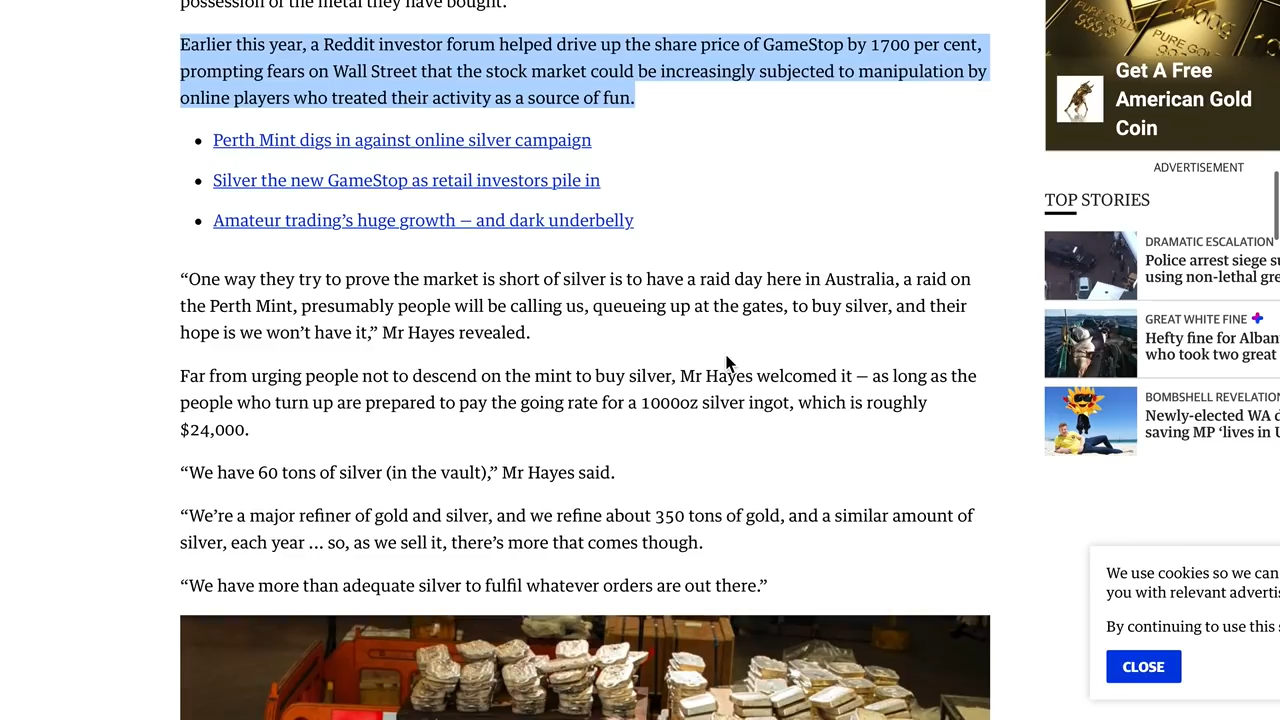 possession of the metal they have bought.
Earlier this year, a Reddit investor forum helped drive up the share price of GameStop by 1700 per cent,
prompting fears on Wall Street that the stock market could be increasingly subjected to manipulation by
online players who treated their activity as a source of fun.
Perth Mint digs in against online silver campaign
Silver the new GameStop as retail investors pile in
Amateur trading’s huge growth – and dark underbelly
“One way they try to prove the market is short of silver is to have a raid day here in Australia, a raid on
the Perth Mint, presumably people will be calling us, queueing up at the gates, to buy silver, and their
hope is we won’t have it,” Mr Hayes revealed.
Far from urging people not to descend on the mint to buy silver, Mr Hayes welcomed it – as long as the
people who turn up are prepared to pay the going rate for a 1000oz silver ingot, which is roughly
$24,000.
“We have 60 tons of silver (in the vault),” Mr Hayes said.
“We’re a major refiner of gold and silver, and we refine about 350 tons of gold, and a similar amount of
silver, each year ... so, as we sell it, there’s more that comes though.
“We have more than adequate silver to fulfil whatever orders are out there.”
PURE GOLD
999.9
PURE GOLD
Get A Free
American Gold
Coin
ADVERTISEMENT
TOP STORIES
DRAMATIC ESCALATION
Police arrest siege
using non-lethal
GREAT WHITE FINE
Hefty fine for
who took two great
BOMBSHELL
Newly-elected WA
saving MP ‘lives in
We use cookies so we can
you with relevant
By continuing to use this
CLOSE